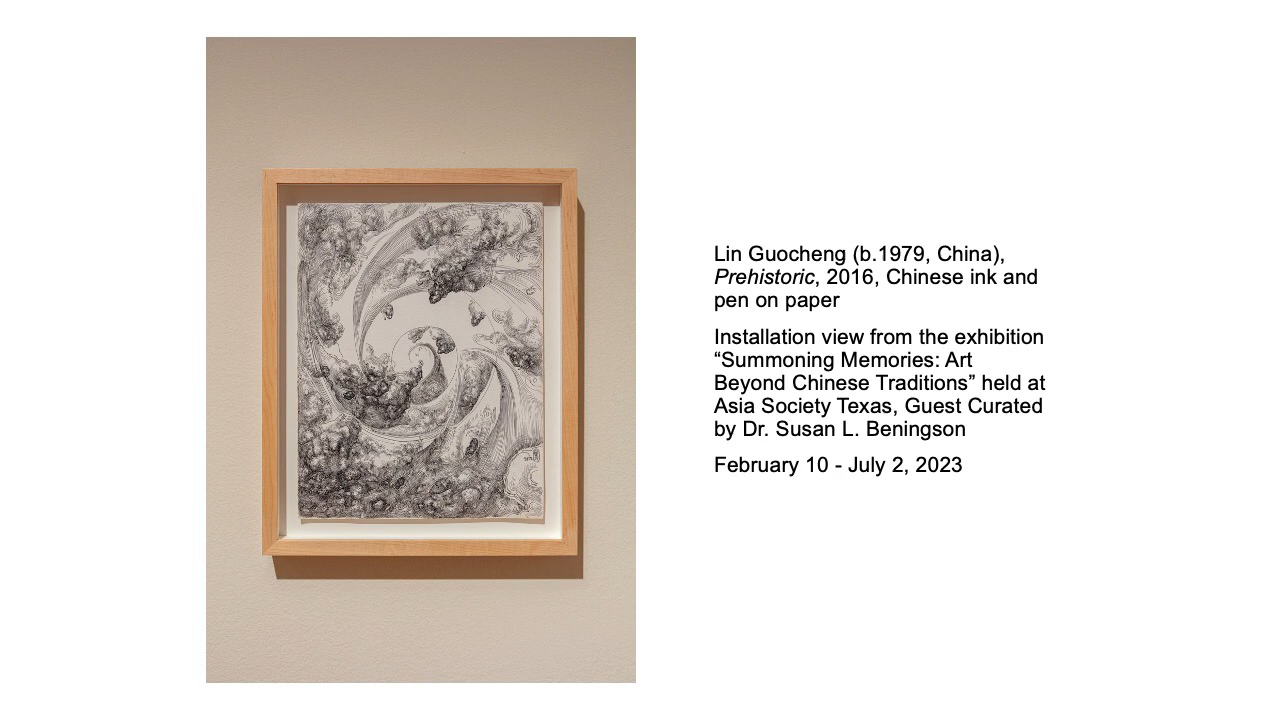 Lin Guocheng (b.1979, China),
Prehistoric, 2016, Chinese ink and
pen on paper
Installation view from the exhibition
“Summoning Memories: Art
Beyond Chinese Traditions” held at
Asia Society Texas, Guest Curated
by Dr. Susan L. Beningson
February 10 - July 2, 2023